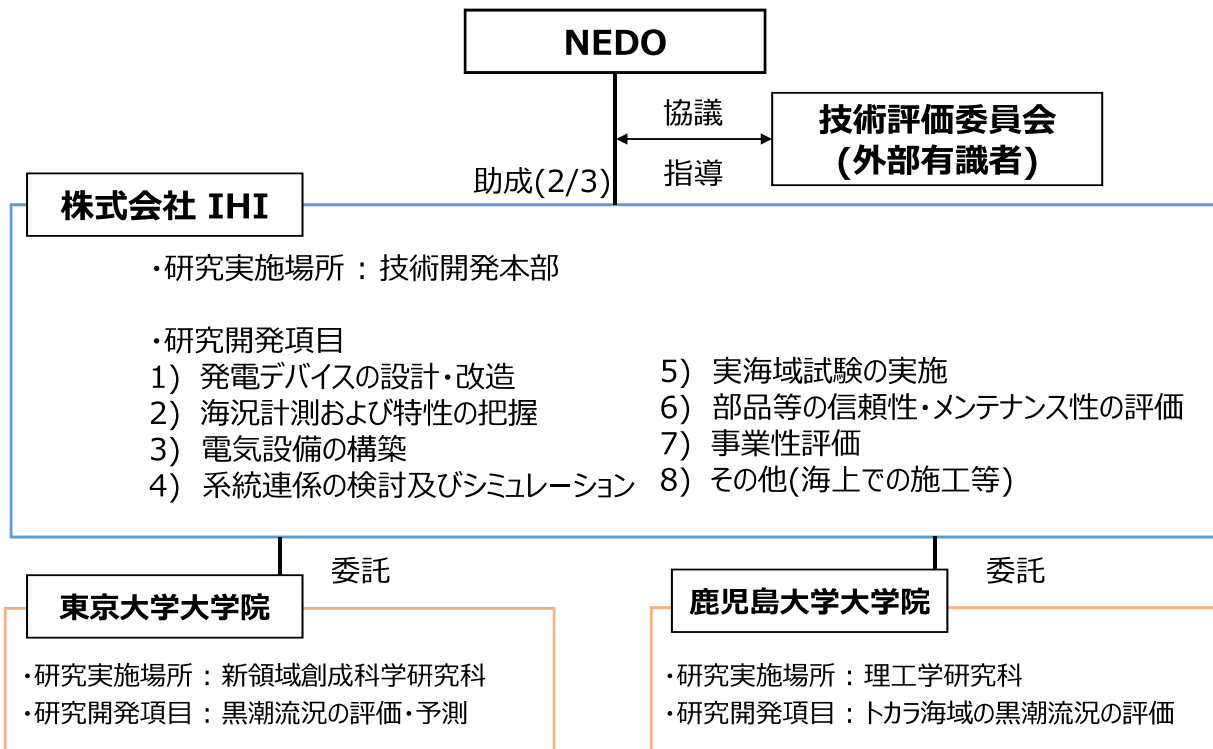 NEDO
協議
技術評価委員会
(外部有識者)
指導
助成(2/3)
株式会社 IHI
・研究実施場所：技術開発本部
・研究開発項目
1) 発電デバイスの設計・改造
2) 海況計測および特性の把握
3) 電気設備の構築
4) 系統連係の検討及びシミュレーション
5) 実海域試験の実施
6) 部品等の信頼性・メンテナンス性の評価
7) 事業性評価
8) その他(海上での施工等)
委託
東京大学大学院
・研究実施場所：新領域創成科学研究科
・研究開発項目：黒潮流況の評価・予測
委託
鹿児島大学大学院
・研究実施場所：理工学研究科
・研究開発項目：トカラ海域の黒潮流況の評価